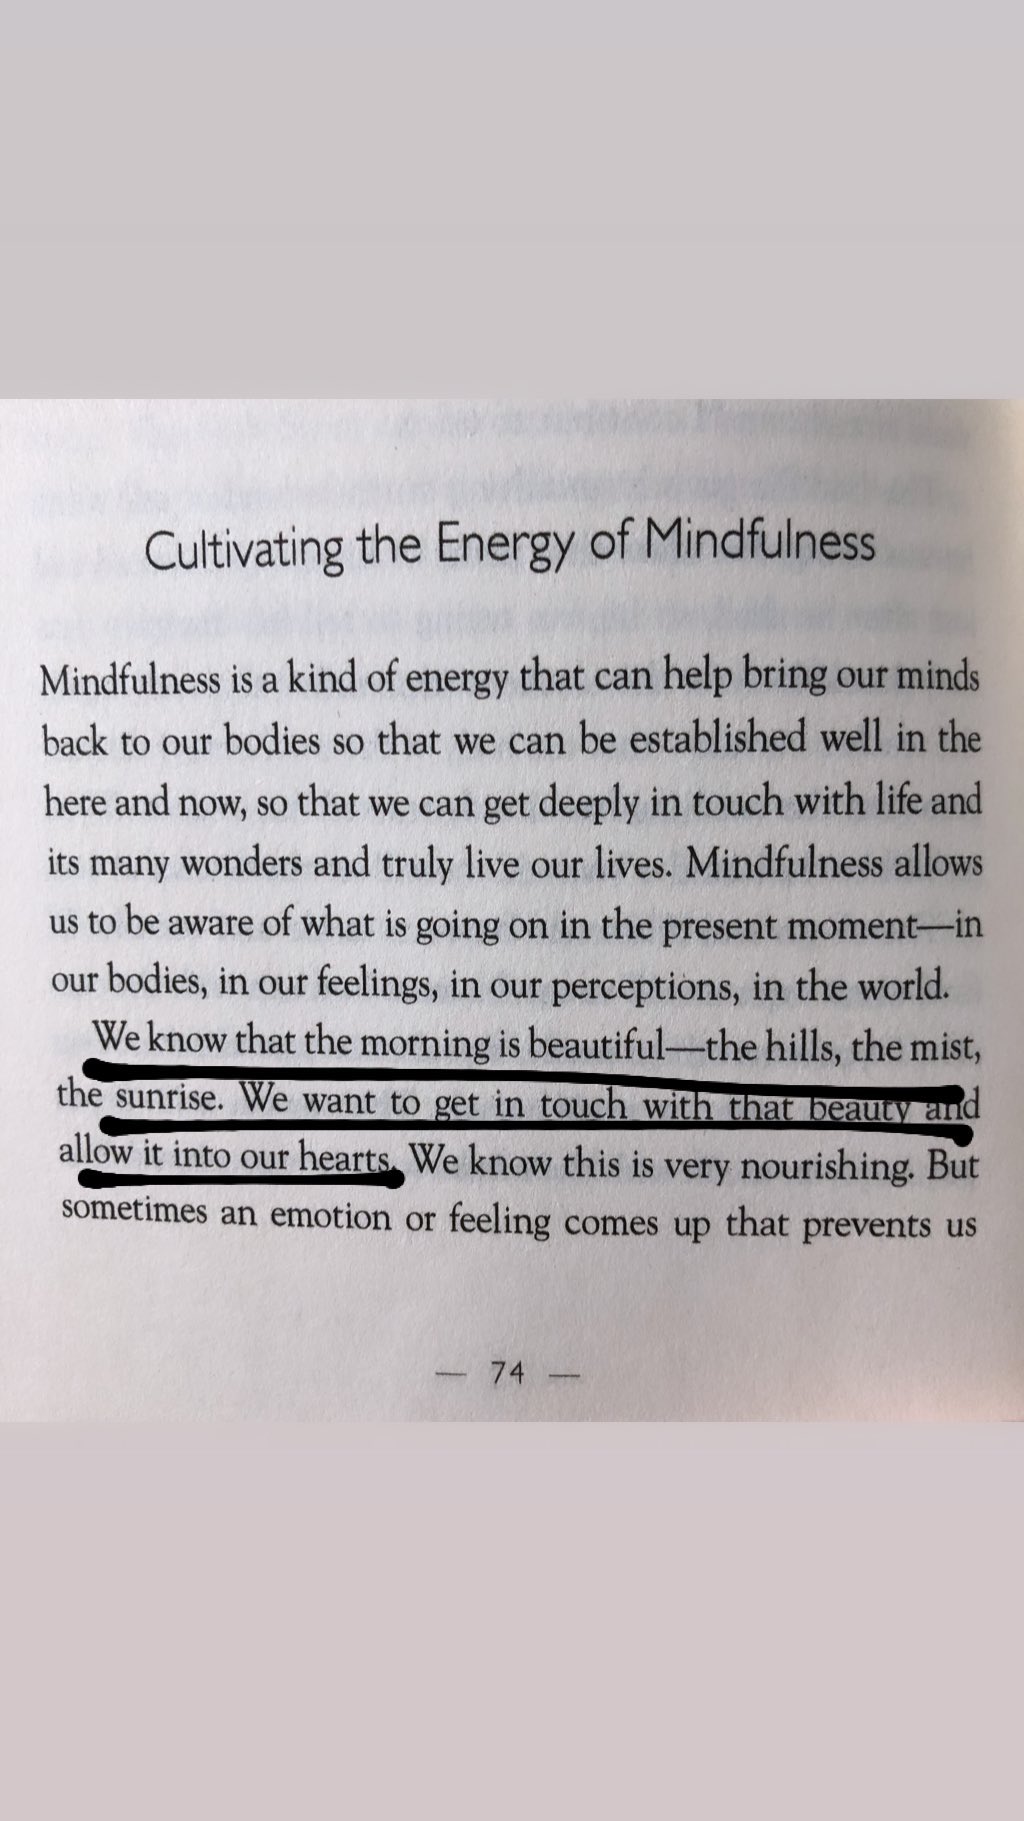 Cultivating the Energy of Mindfulness
Mindfulness is a kind of energy that can help bring our minds
back to our bodies so that we can be established well in the
here and now, so that we can get deeply in touch with life and
its many wonders and truly live our lives. Mindfulness allows
us to be aware of what is going on in the present moment—in
our bodies, in our feelings, in our perceptions, in the world.
We know that the morning is beautiful—the hills, the mist,
the sunrise. We want to get in touch with that beauty and
allow it into our hearts. We know this is very nourishing. But
sometimes an emotion or feeling comes up that prevents us
— 74 —